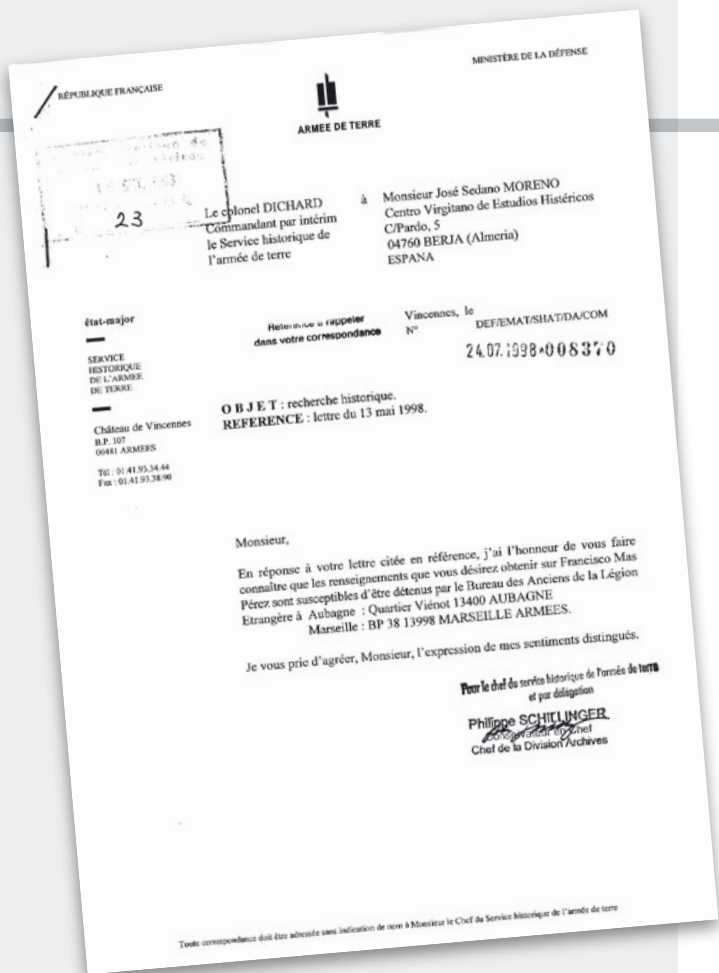 RÉPUBLIQUE FRANÇAISE
MINISTÈRE DE LA DÉFENSE
ARMEE DE TERRE
23
Le colonel DICHARD
Commandant par intérim
le Service historique de
l'armée de terre
à
Monsieur José Sedano MORENO
Centro Virgitano de Estudios Histéricos
C/Pardo, 5
04760 BERJA (Almeria)
ESPANA
état-major
SERVICE
HISTORIQUE
DE L'ARMEE
DE TERRE
Château de Vincennes
B.P. 107
00481 ARMEES
Tél : 01.41.93.34.44
Fax : 01.41.93.38.90
Référence à rappeler
dans votre correspondance
Vincennes, le
N° DEF/EMAT/SHAT/DA/COM
24.07.1998*008370
OBJET : recherche historique.
REFERENCE : lettre du 13 mai 1998.
Monsieur,
En réponse à votre lettre citée en référence, j'ai l'honneur de vous faire
connaître que les renseignements que vous désirez obtenir sur Francisco Mas
Pérez sont susceptibles d'être détenus par le Bureau des Anciens de la Légion
Etrangère à Aubagne : Quartier Viénot 13400 AUBAGNE
Marseille : BP 38 13998 MARSEILLE ARMEES.
Je vous prie d'agréer, Monsieur, l'expression de mes sentiments distingués.
Pour le chef du service historique de l'armée de terre
et par délégation
Philippe SCHILLINGER
Conservateur en Chef
Chef de la Division Archives
Toute correspondance doit être adressée sans indication de nom à Monsieur le Chef du Service historique de l'armée de terre